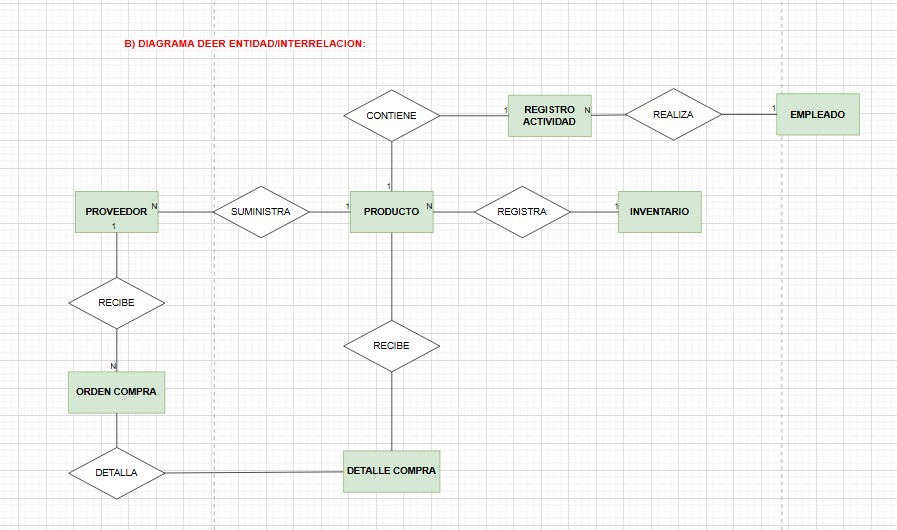 B) DIAGRAMA DEER ENTIDAD/INTERRELACION:
CONTIENE
1
REGISTRO
ACTIVIDAD
N
REALIZA
1
EMPLEADO
1
PROVEEDOR
N
SUMINISTRA
1
PRODUCTO
N
REGISTRA
1
INVENTARIO
1
RECIBE
RECIBE
N
ORDEN COMPRA
DETALLA
DETALLE COMPRA